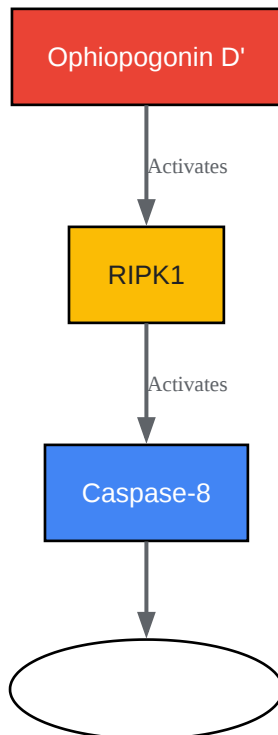 Ophiopogonin D'
Activates
RIPK1
Activates
Caspase-8